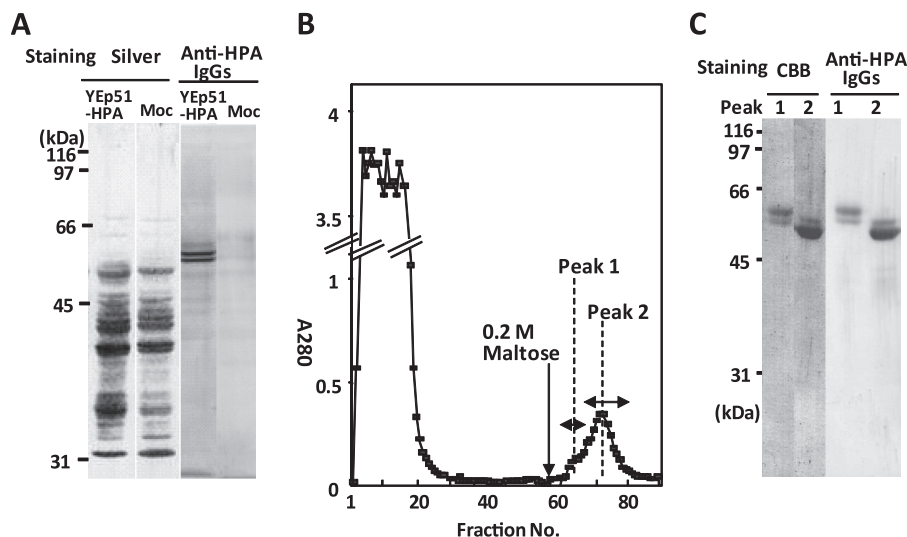 A
Staining Silver Anti-HPA
IgGs
YEp51
-HPA Moc YEp51
-HPA Moc
(kDa)
116
97
66
45
31
B
4
3.5
1
0.5
0
A280
Peak 1
Peak 2
0.2 M
Maltose
1 20 40 60 80
Fraction No.
C
Staining CBB Anti-HPA
IgGs
Peak 1 2 1 2
116
97
66
45
31
(kDa)